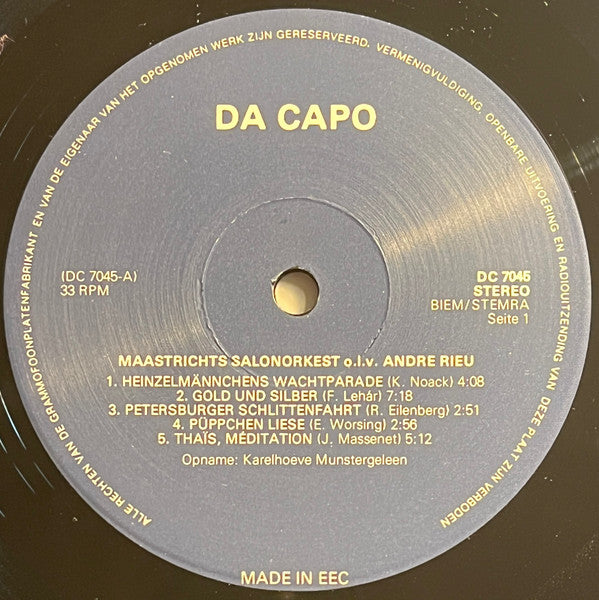 ALLE RECHTEN VAN DE GRAMMOFOONPLATENFABRIKANT EN VAN DE EIGENAAR VAN HET OPGENOMEN WERK ZIJN GERESERVEERD. VERMENIGVULDIGING, OPENBARE UITVOERING EN RADIOUITZENDING VAN DEZE PLAAT ZIJN VERBODEN
DA CAPO
(DC 7045-A)
33 RPM
DC 7045
STEREO
BIEM/STEMRA
Seite 1
MAASTRICHTS SALONORKEST o.l.v. ANDRE RIEU
1. HEINZELMÄNNCHENS WACHTPARADE (K. Noack) 4:08
2. GOLD UND SILBER (F. Lehár) 7:18
3. PETERSBURGER SCHLITTENFAHRT (R. Eilenberg) 2:51
4. PÜPPCHEN LIESE (E. Worsing) 2:56
5. THAÏS, MÉDITATION (J. Massenet) 5:12
Opname: Karelhoeve Munstergeleen
MADE IN EEC